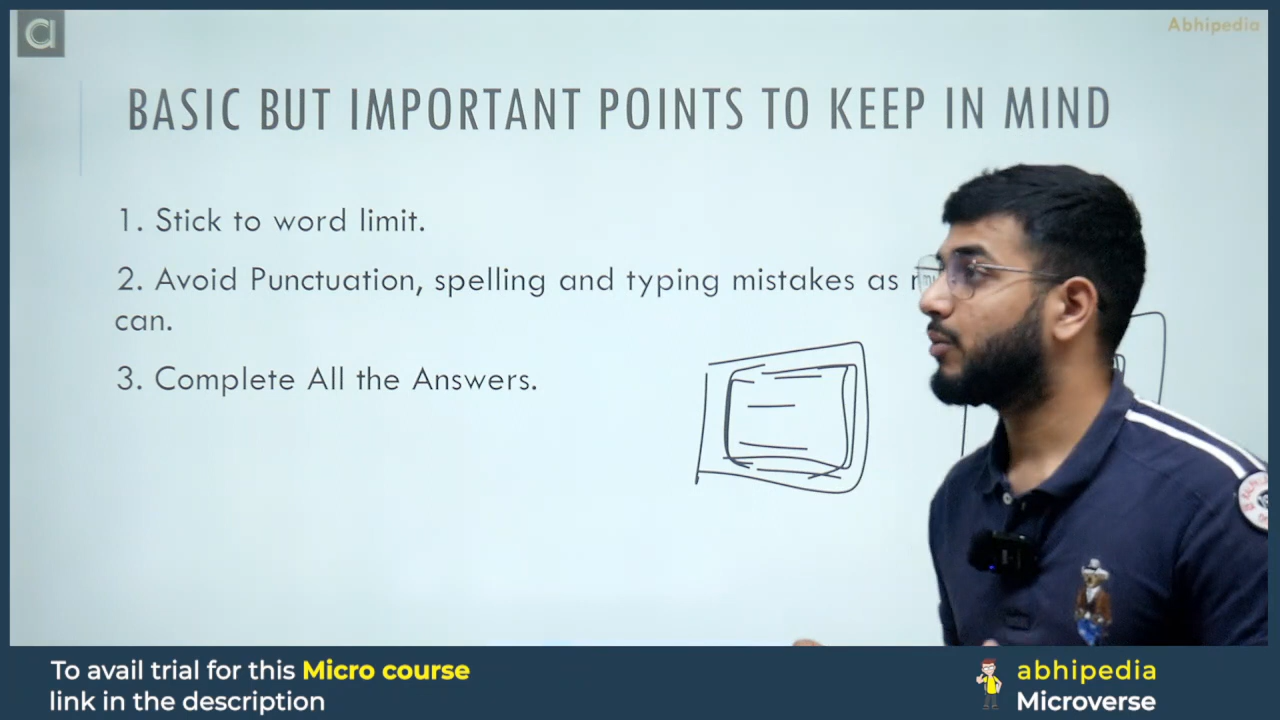 Abhipedia
BASIC BUT IMPORTANT POINTS TO KEEP IN MIND
1. Stick to word limit.
2. Avoid Punctuation, spelling and typing mistakes as
can.
3. Complete All the Answers.
To avail trial for this Micro course
link in the description
abhipedia
Microverse